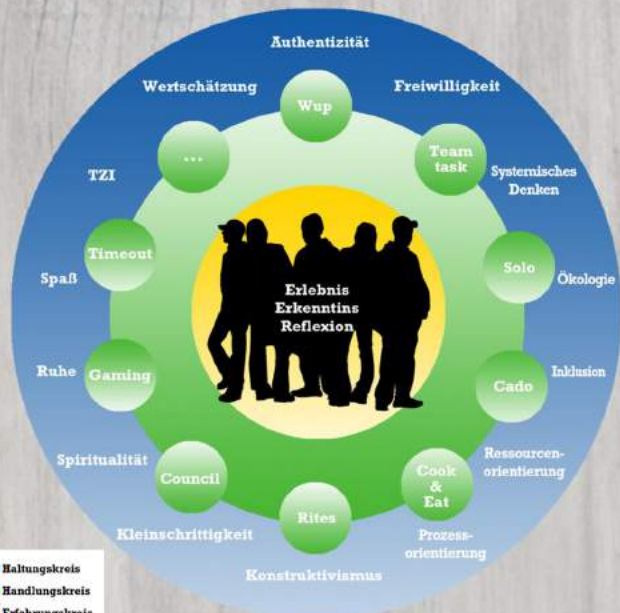 Authentizität
Wertschätzung
Freiwilligkeit
Wup
...
Team
task
TZI
Systemisches
Denken
Timeout
Solo
Spaß
Ökologie
Erlebnis
Erkenntins
Reflexion
Ruhe
Gaming
Cado
Inklusion
Spiritualität
Council
Cook
&
Eat
Ressourcen-
orientierung
Rites
Kleinschrittigkeit
Prozess-
orientierung
Konstruktivismus
Haltungskreis
Handlungskreis
Erfahrungskreis